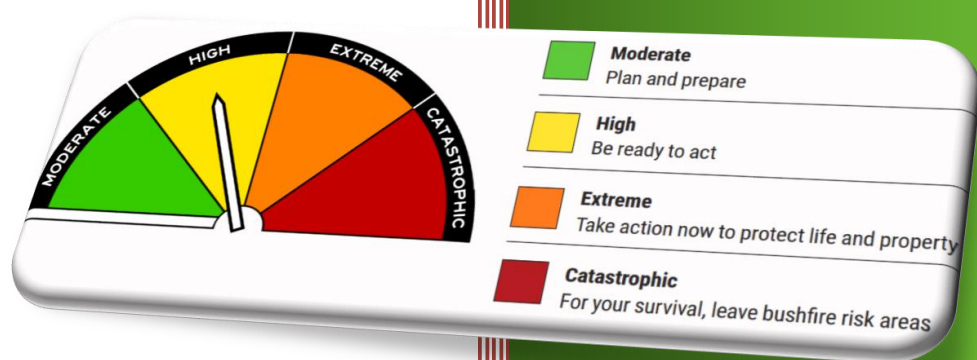 MODERATE
HIGH
EXTREME
CATASTROPHIC
Moderate
Plan and prepare
High
Be ready to act
Extreme
Take action now to protect life and property
Catastrophic
For your survival, leave bushfire risk areas